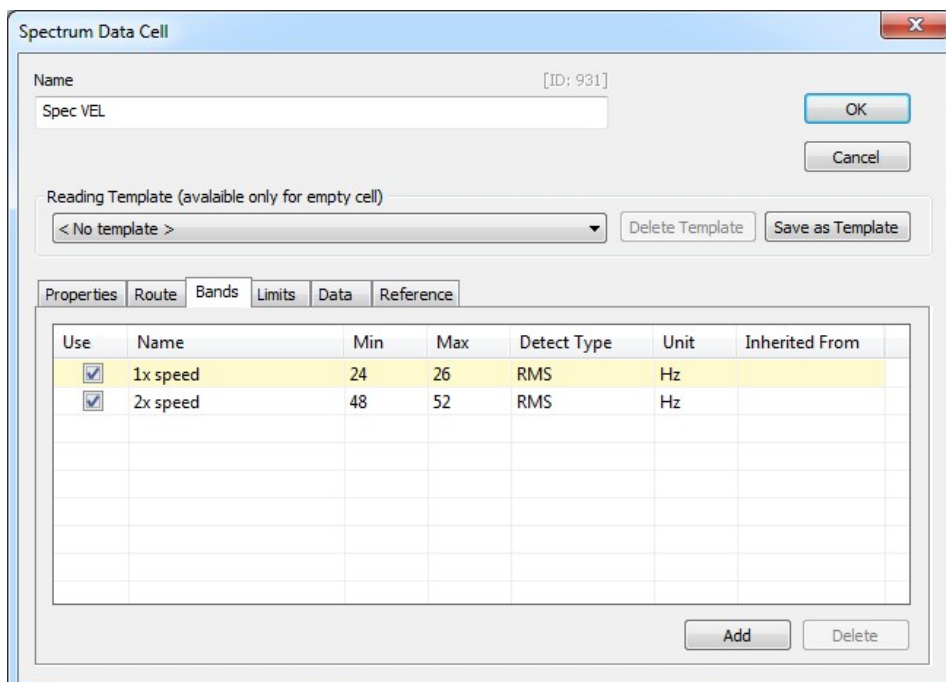 Spectrum Data Cell
Name [ID: 931]
Spec VEL
OK
Cancel
Reading Template (avalaible only for empty cell)
< No template > Delete Template Save as Template
Properties Route Bands Limits Data Reference
Use Name Min Max Detect Type Unit Inherited From
1x speed 24 26 RMS Hz
2x speed 48 52 RMS Hz
Add Delete